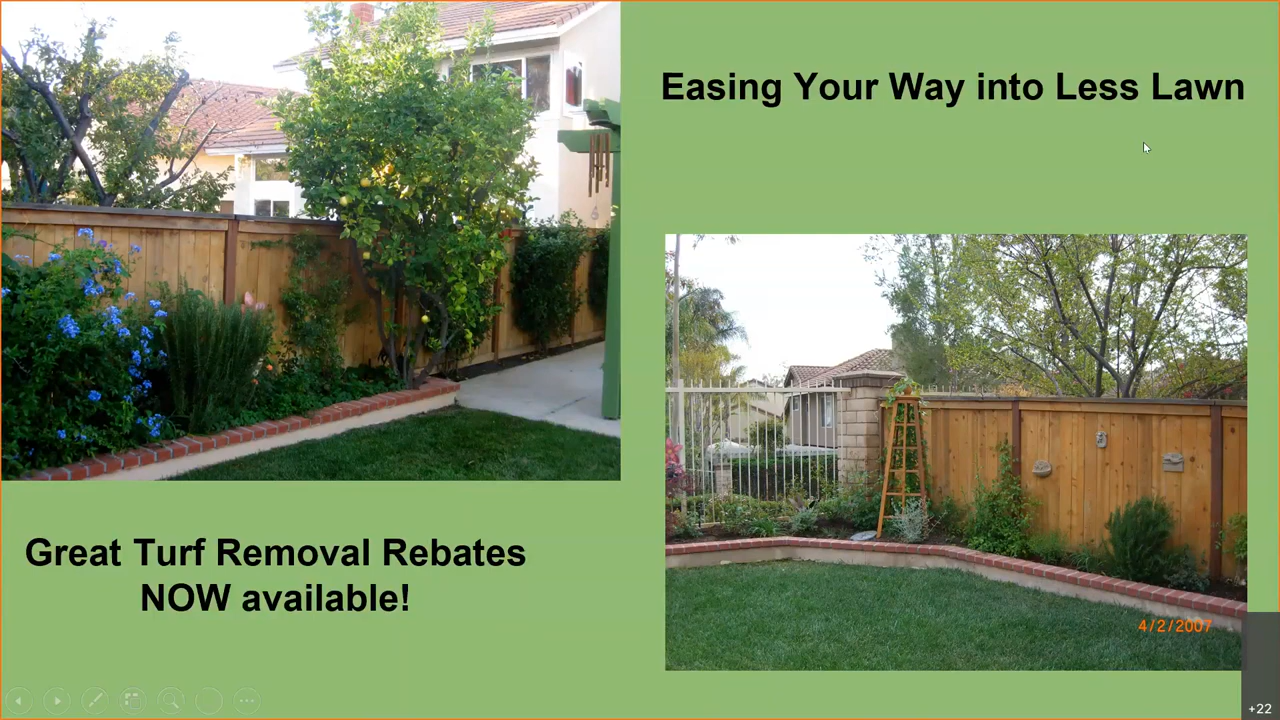 Easing Your Way into Less Lawn
Great Turf Removal Rebates
NOW available!
4/2/2007
+22